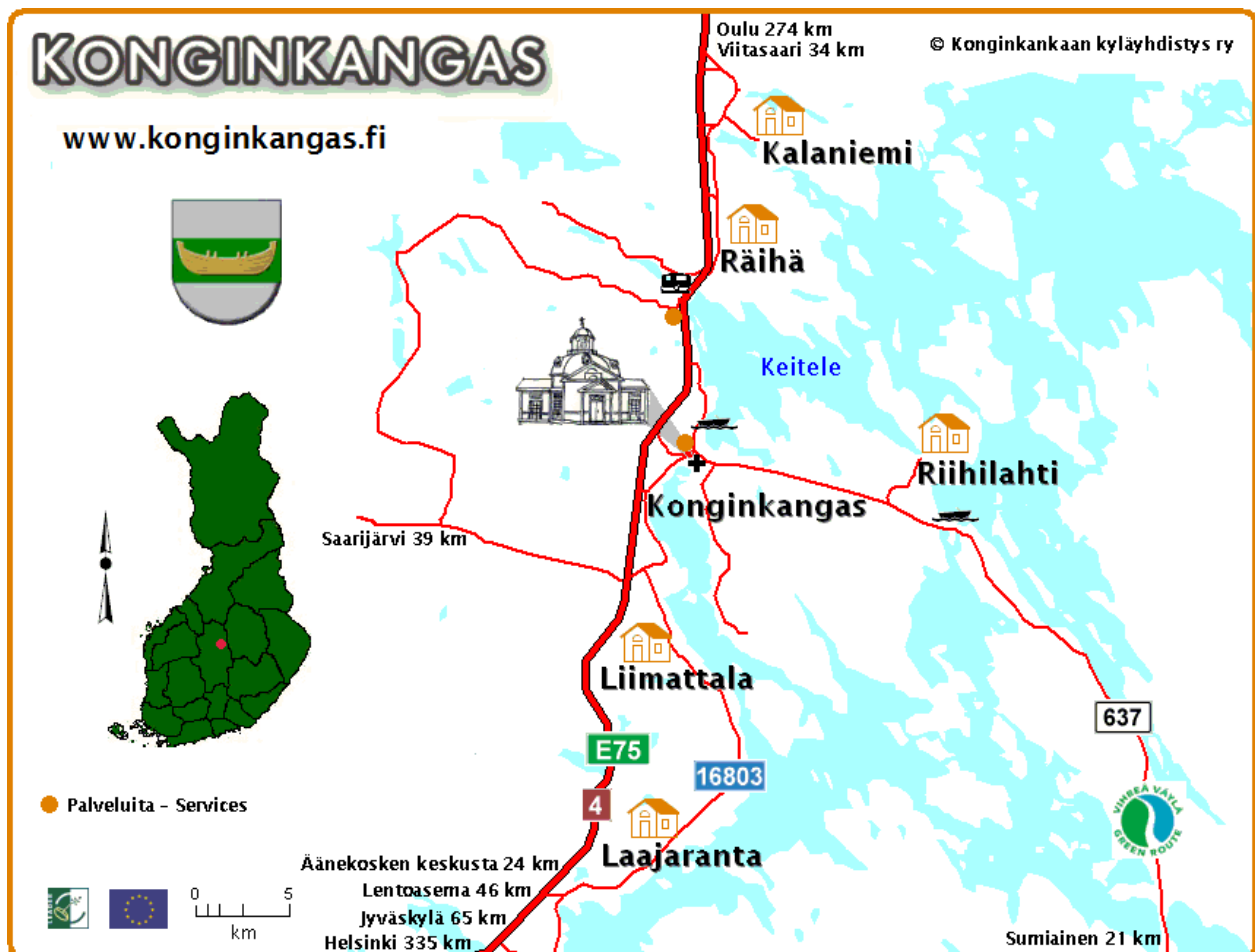 KONGINKANGAS
www.konginkangas.fi
Oulu 274 km
Viitasaari 34 km
© Konginkankaan kyläyhdistys ry
Kalaniemi
Räihä
Keitele
Riihilahti
Konginkangas
Saarijärvi 39 km
Liimattala
637
E75
16803
4
Palveluita - Services
VIHREÄ VÄYLÄ
GREEN ROUTE
Laajaranta
Äänekosken keskusta 24 km
Lentoasema 46 km
Jyväskylä 65 km
Helsinki 335 km
LEADER
0 5
km
Sumiainen 21 km